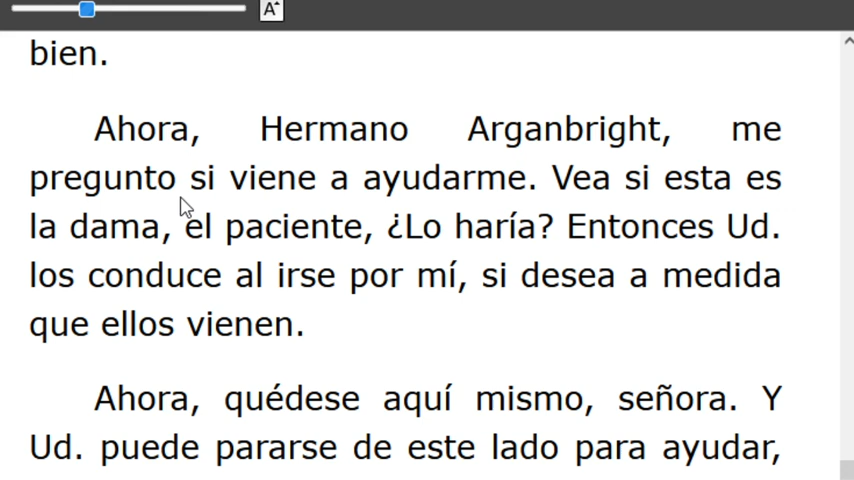 A
bien.
Ahora, Hermano Arganbright, me
pregunto si viene a ayudarme. Vea si esta es
la dama, el paciente, ¿Lo haría? Entonces Ud.
los conduce al irse por mí, si desea a medida
que ellos vienen.
Ahora, quédese aquí mismo, señora. Y
Ud. puede pararse de este lado para ayudar,